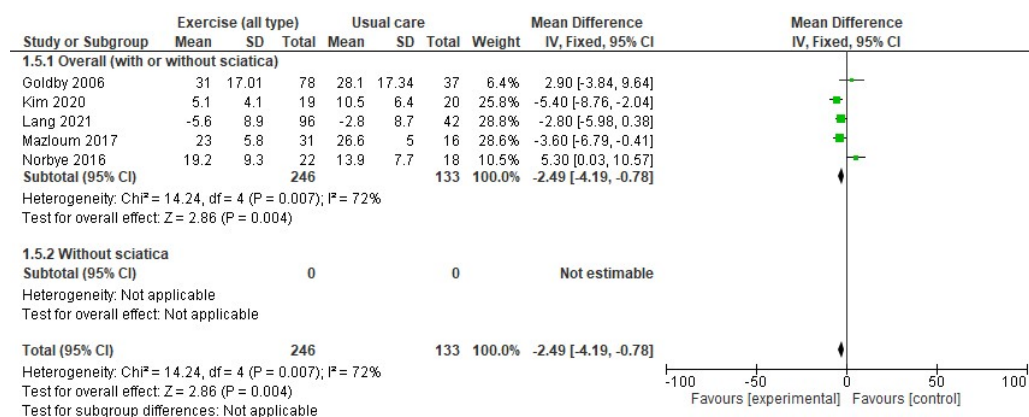 Exercise (all type) Usual care Mean Difference Mean Difference
Study or Subgroup Mean SD Total Mean SD Total Weight IV, Fixed, 95% CI IV, Fixed, 95% CI
1.5.1 Overall (with or without sciatica)
Goldby 2006 31 17.01 78 28.1 17.34 37 6.4% 2.90 [-3.84, 9.64]
Kim 2020 5.1 4.1 19 10.5 6.4 20 25.8% -5.40 [-8.76, -2.04]
Lang 2021 -5.6 8.9 96 -2.8 8.7 42 28.8% -2.80 [-5.98, 0.38]
Mazloum 2017 23 5.8 31 26.6 5 16 28.6% -3.60 [-6.79, -0.41]
Norbye 2016 19.2 9.3 22 13.9 7.7 18 10.5% 5.30 [0.03, 10.57]
Subtotal (95% CI) 246 133 100.0% -2.49 [-4.19, -0.78]
Heterogeneity: Chi² = 14.24, df = 4 (P = 0.007); I² = 72%
Test for overall effect: Z = 2.86 (P = 0.004)
1.5.2 Without sciatica
Subtotal (95% CI) 0 0 Not estimable
Heterogeneity: Not applicable
Test for overall effect: Not applicable
Total (95% CI) 246 133 100.0% -2.49 [-4.19, -0.78]
Heterogeneity: Chi² = 14.24, df = 4 (P = 0.007); I² = 72%
Test for overall effect: Z = 2.86 (P = 0.004)
Test for subgroup differences: Not applicable
-100 -50 0 50 100
Favours [experimental] Favours [control]